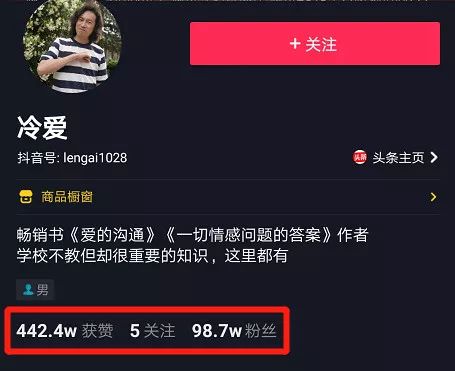 + 关注
冷爱
抖音号: lengai1028 头条 头条主页 >
商品橱窗 >
畅销书《爱的沟通》《一切情感问题的答案》作者
学校不教但却很重要的知识，这里都有
男
442.4w 获赞 5 关注 98.7w 粉丝